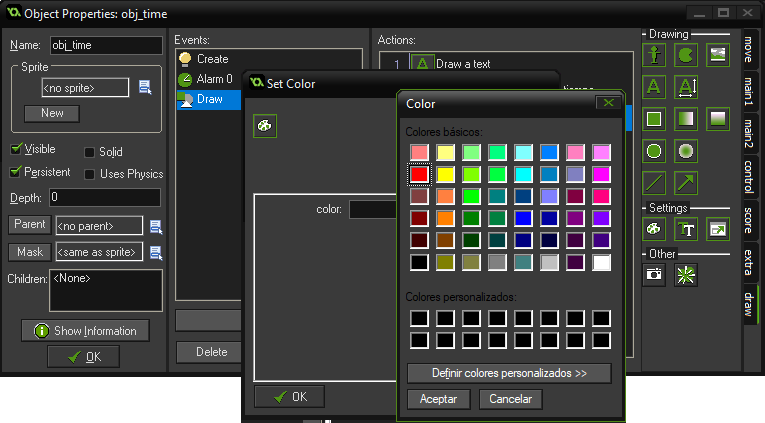 Object Properties: obj_time
Name: obj_time
Sprite
<no sprite>
New
Visible
Solid
Persistent
Uses Physics
Depth: 0
Parent <no parent>
Mask <same as sprite>
Children: <None>
Show Information
OK
Events:
Create
Alarm 0
Draw
Delete
Actions:
1 Draw a text
Set Color
color:
OK
Color
Colores básicos:
Colores personalizados:
Definir colores personalizados >>
Aceptar
Cancelar
Drawing
Settings
Other
move
main1
main2
control
score
extra
draw